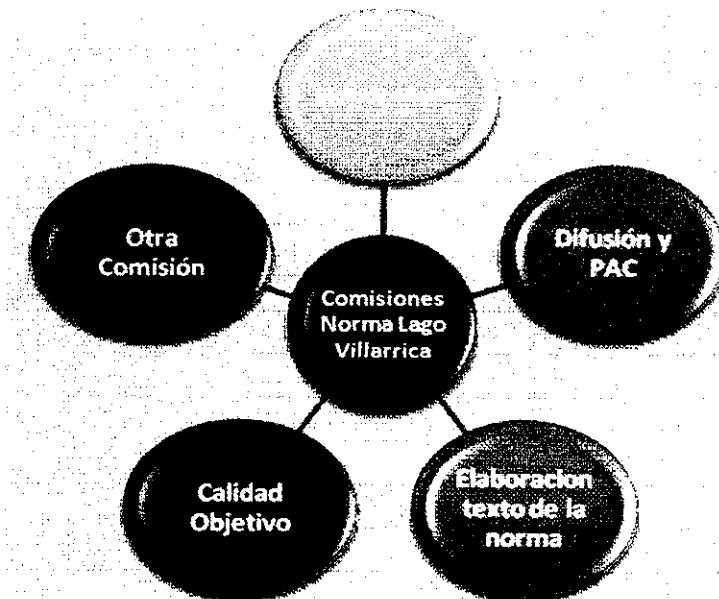 Otra
Comisión
Difusión y
PAC
Comisiones
Norma Lago
Villarrica
Calidad
Objetivo
Elaboracion
texto de la
norma